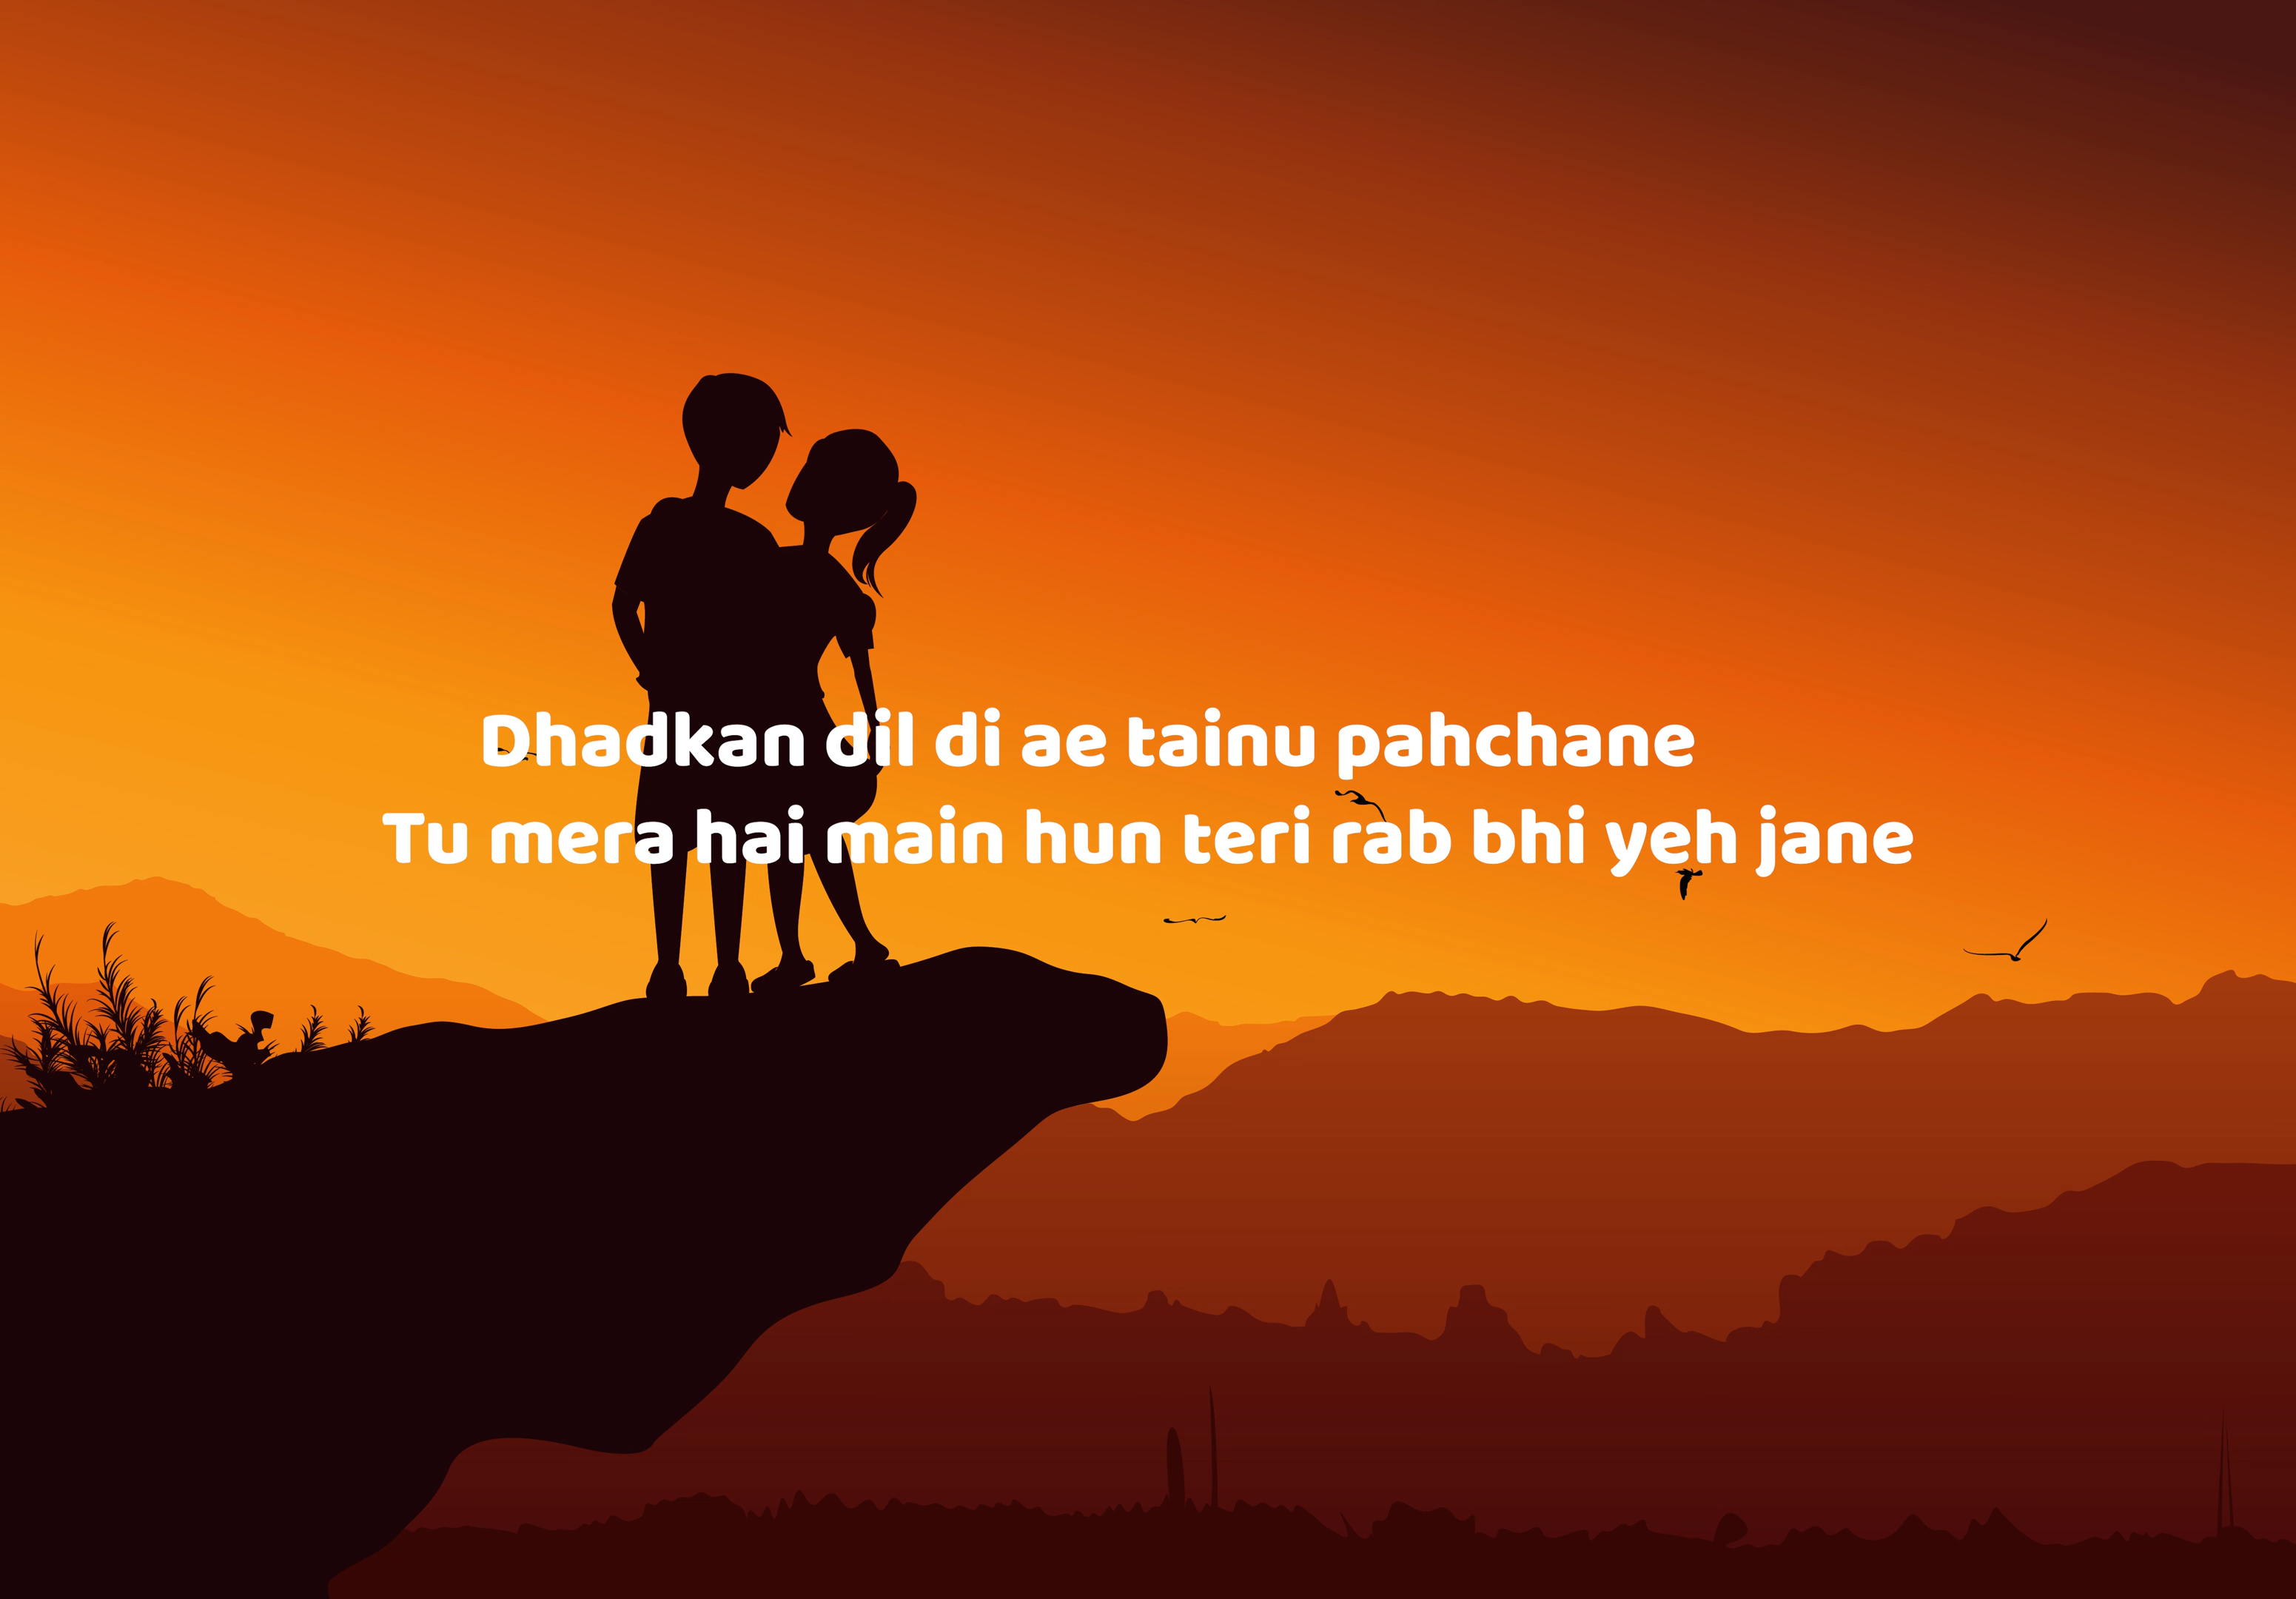 Dhadkan dil di ae tainu pahchane
Tu mera hai main hun teri rab bhi yeh jane